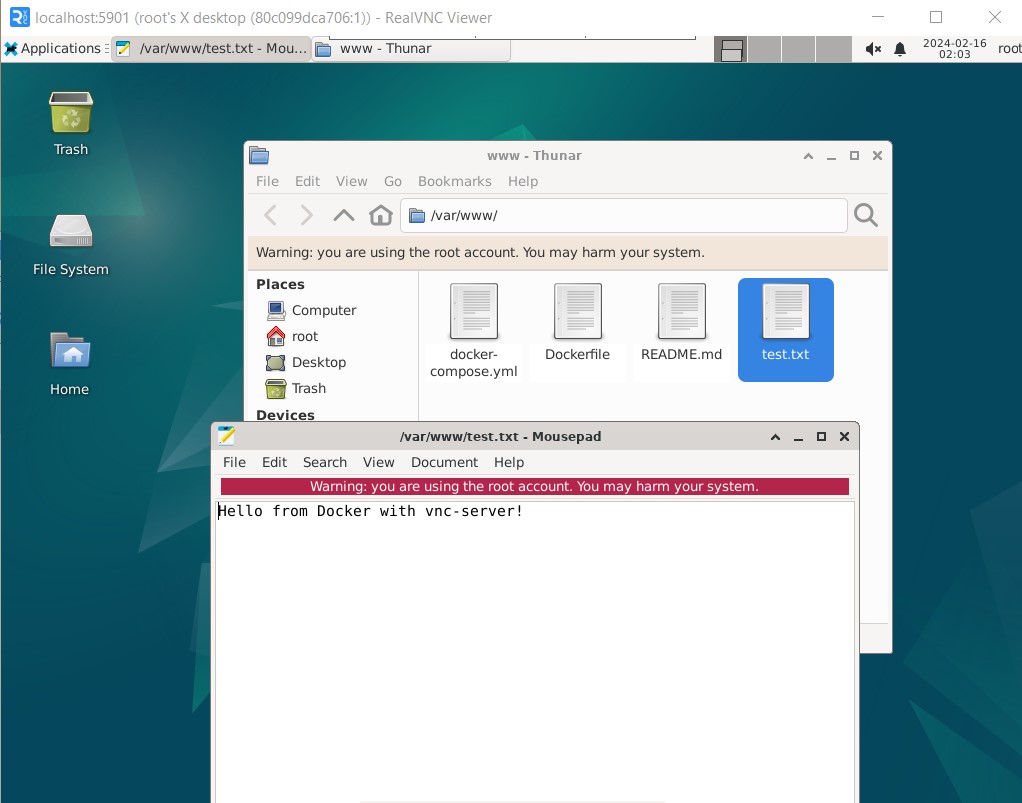 localhost:5901 (root's X desktop (80c099dca706:1)) - RealVNC Viewer
Applications
/var/www/test.txt - Mou...
www - Thunar
2024-02-16
02:03
root
Trash
File System
Home
www - Thunar
File Edit View Go Bookmarks Help
/var/www/
Warning: you are using the root account. You may harm your system.
Places
Computer
root
Desktop
Trash
Devices
docker-
compose.yml
Dockerfile
README.md
test.txt
/var/www/test.txt - Mousepad
File Edit Search View Document Help
Warning: you are using the root account. You may harm your system.
Hello from Docker with vnc-server!